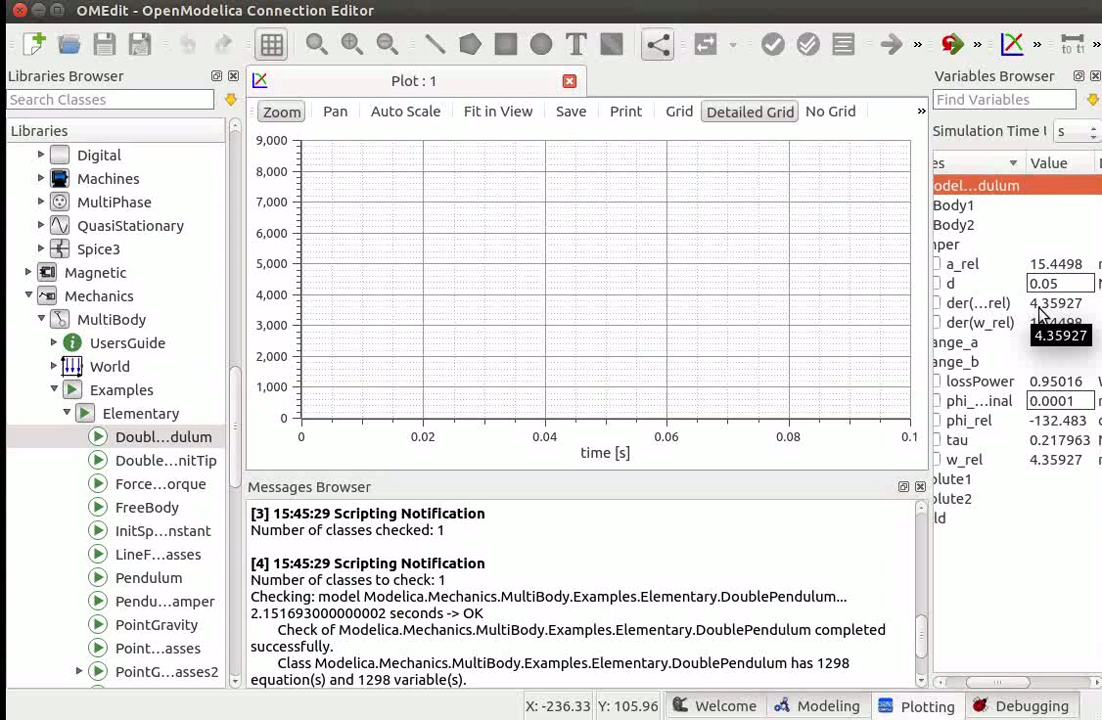 OMEdit - OpenModelica Connection Editor
T
»
»
»
to t1
»
Libraries Browser
Search Classes
Libraries
Digital
Machines
MultiPhase
QuasiStationary
Spice3
Magnetic
Mechanics
MultiBody
UsersGuide
World
Examples
Elementary
Doubl...dulum
Double...nitTip
Force...orque
FreeBody
InitSp...nstant
LineF...asses
Pendulum
Pendu...amper
PointGravity
Point...asses
PointG...asses2
Plot : 1
Zoom
Pan
Auto Scale
Fit in View
Save
Print
Grid
Detailed Grid
No Grid
»
9,000
8,000
7,000
6,000
5,000
4,000
3,000
2,000
1,000
0
0
0.02
0.04
0.06
0.08
0.1
time [s]
Messages Browser
[3] 15:45:29 Scripting Notification
Number of classes checked: 1
[4] 15:45:29 Scripting Notification
Number of classes to check: 1
Checking: model Modelica.Mechanics.MultiBody.Examples.Elementary.DoublePendulum...
2.151693000000002 seconds -> OK
Check of Modelica.Mechanics.MultiBody.Examples.Elementary.DoublePendulum completed
successfully.
Class Modelica.Mechanics.MultiBody.Examples.Elementary.DoublePendulum has 1298
equation(s) and 1298 variable(s).
Variables Browser
Find Variables
Simulation Time U
s
es
Value
odel...dulum
Body1
Body2
nper
a_rel 15.4498
d 0.05
der(...rel) 4.35927
der(w_rel)
4.35927
ange_a
ange_b
lossPower 0.95016
phi_...inal 0.0001
phi_rel -132.483
tau 0.217963
w_rel 4.35927
olute1
olute2
ld
X: -236.33
Y: 105.96
Welcome
Modeling
Plotting
Debugging